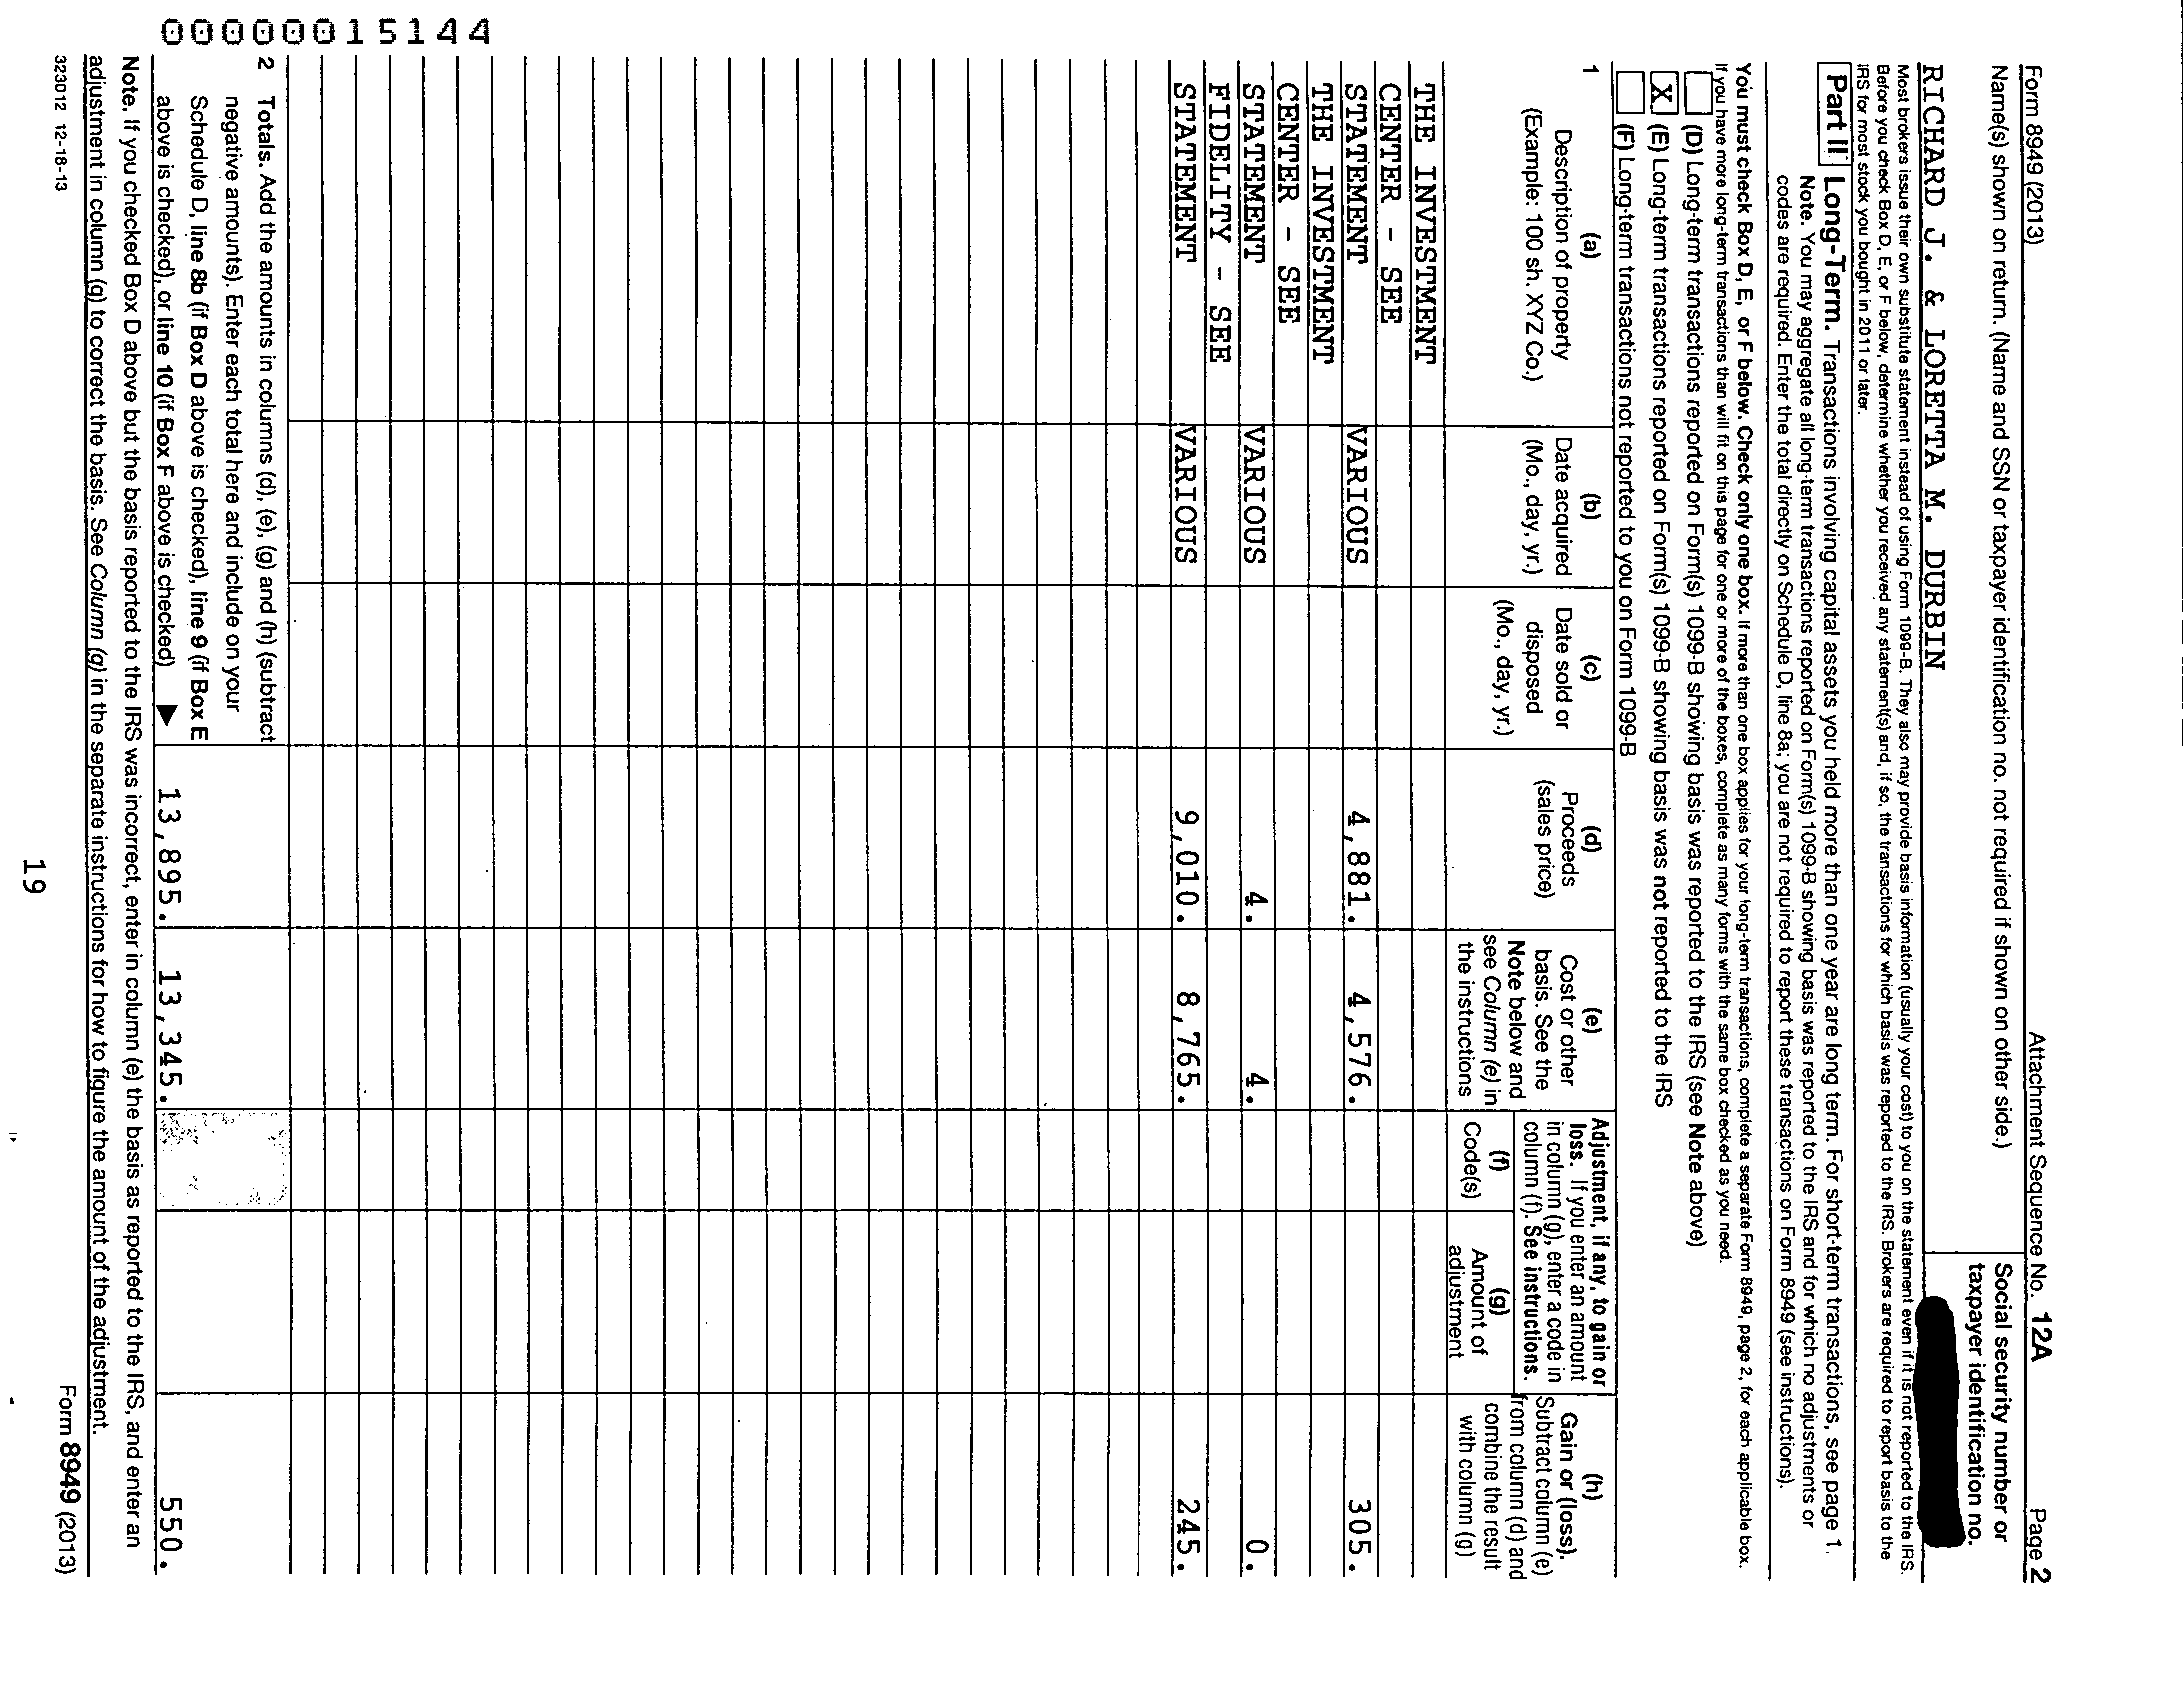 Form 8949 (2013) Attachment Sequence No. 12A Page 2
Name(s) shown on return. (Name and SSN or taxpayer identification no. not required if shown on other side.)
Social security number or
taxpayer identification no.
RICHARD J. & LORETTA M. DURBIN
Most brokers issue their own substitute statement instead of using Form 1099-B. They also may provide basis information (usually your cost) to you on the statement even if it is not reported to the IRS.
Before you check Box D, E, or F below, determine whether you received any statement(s) and, if so, the transactions for which basis was reported to the IRS. Brokers are required to report basis to the
IRS for most stock you bought in 2011 or later.
Part II Long-Term. Transactions involving capital assets you held more than one year are long term. For short-term transactions, see page 1.
Note. You may aggregate all long-term transactions reported on Form(s) 1099-B showing basis was reported to the IRS and for which no adjustments or
codes are required. Enter the total directly on Schedule D, line 8a; you are not required to report these transactions on Form 8949 (see instructions).
You must check Box D, E, or F below. Check only one box. If more than one box applies for your long-term transactions, complete a separate Form 8949, page 2, for each applicable box.
If you have more long-term transactions than will fit on this page for one or more of the boxes, complete as many forms with the same box checked as you need.
(D) Long-term transactions reported on Form(s) 1099-B showing basis was reported to the IRS (see Note above)
X (E) Long-term transactions reported on Form(s) 1099-B showing basis was not reported to the IRS
(F) Long-term transactions not reported to you on Form 1099-B
1
(a)
Description of property
(Example: 100 sh. XYZ Co.)
(b)
Date acquired
(Mo., day, yr.)
(c)
Date sold or
disposed
(Mo., day, yr.)
(d)
Proceeds
(sales price)
(e)
Cost or other
basis. See the
Note below and
see Column (e) in
the instructions
Adjustment, if any, to gain or
loss. If you enter an amount
in column (g), enter a code in
column (f). See instructions.
(f)
Code(s)
(g)
Amount of
adjustment
(h)
Gain or (loss).
Subtract column (e)
from column (d) and
combine the result
with column (g)
THE INVESTMENT
CENTER - SEE
STATEMENT VARIOUS 4,881. 4,576. 305.
THE INVESTMENT
CENTER - SEE
STATEMENT VARIOUS 4. 4. 0.
FIDELITY - SEE
STATEMENT VARIOUS 9,010. 8,765. 245.
2 Totals. Add the amounts in columns (d), (e), (g) and (h) (subtract
negative amounts). Enter each total here and include on your
Schedule D, line 8b (if Box D above is checked), line 9 (if Box E
above is checked), or line 10 (if Box F above is checked) ▶ 13,895. 13,345. 550.
Note. If you checked Box D above but the basis reported to the IRS was incorrect, enter in column (e) the basis as reported to the IRS, and enter an
adjustment in column (g) to correct the basis. See Column (g) in the separate instructions for how to figure the amount of the adjustment.
323012 12-18-13 Form 8949 (2013)
19
00000015144